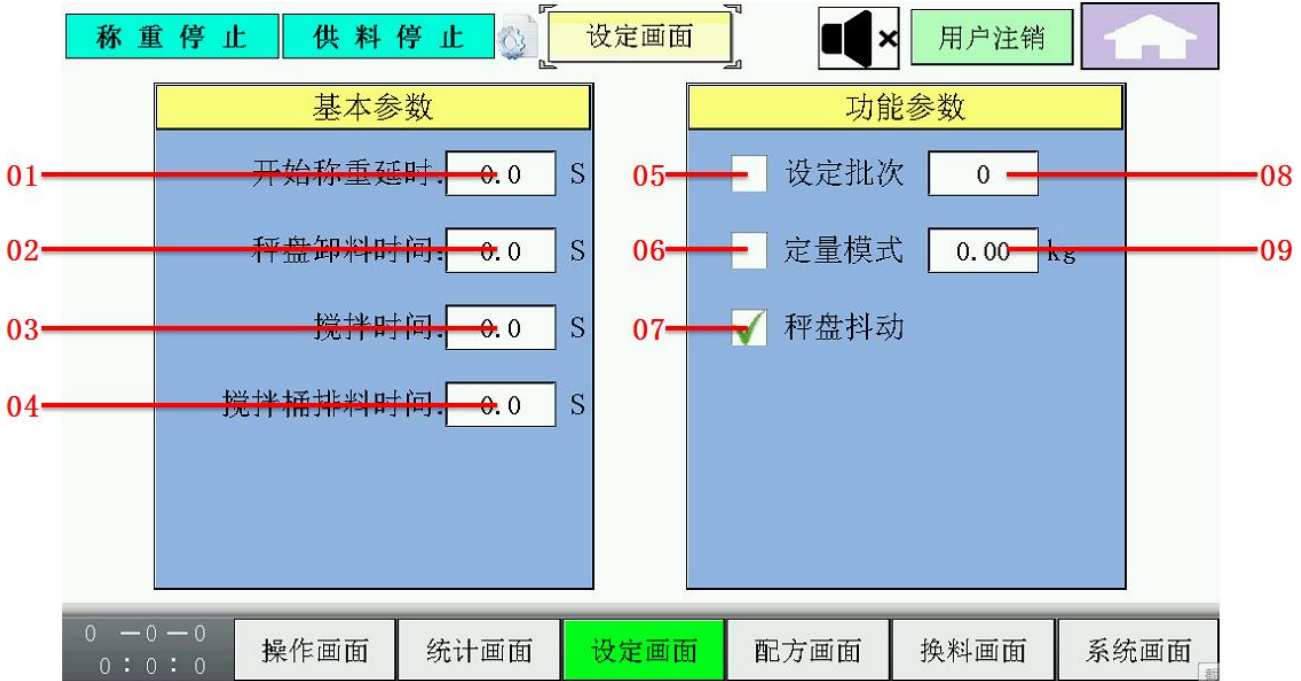 称重停止 供料停止 设定画面 用户注销
基本参数 功能参数
01 开始称重延时: 0.0 S 05 设定批次 0 08
02 秤盘卸料时间: 0.0 S 06 定量模式 0.00 kg 09
03 搅拌时间: 0.0 S 07 秤盘抖动
04 搅拌桶排料时间: 0.0 S
0 —0 —0
0 : 0 : 0
操作画面 统计画面 设定画面 配方画面 换料画面 系统画面